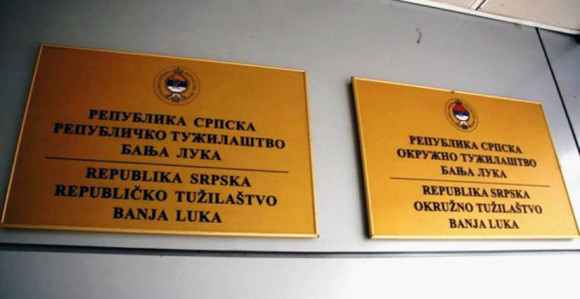 РЕПУБЛИКА СРПСКА
РЕПУБЛИЧКО ТУЖИЛАШТВО
БАЊА ЛУКА
REPUBLIKA SRPSKA
REPUBLIČKO TUŽILAŠTVO
BANJA LUKA
РЕПУБЛИКА СРПСКА
ОКРУЖНО ТУЖИЛАШТВО
БАЊА ЛУКА
REPUBLIKA SRPSKA
OKRUŽNO TUŽILAŠTVO
BANJA LUKA